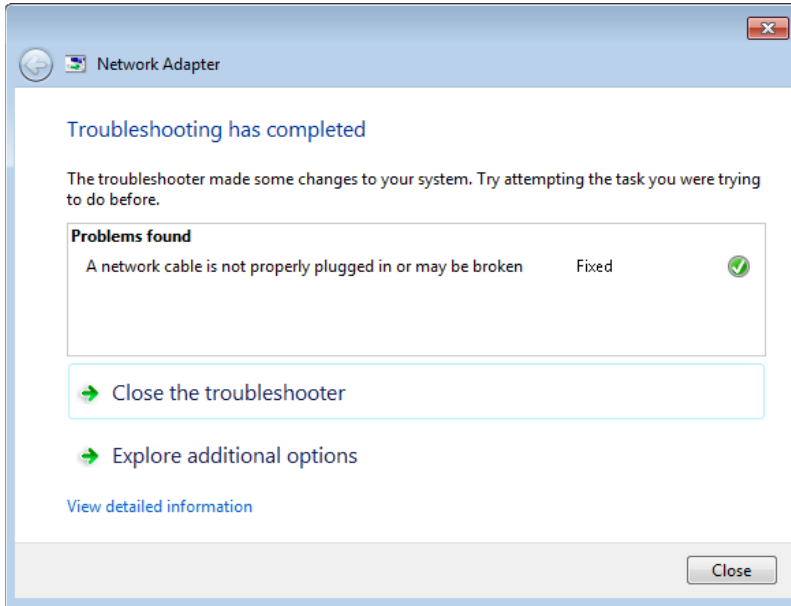 Network Adapter
Troubleshooting has completed
The troubleshooter made some changes to your system. Try attempting the task you were trying
to do before.
Problems found
A network cable is not properly plugged in or may be broken Fixed
Close the troubleshooter
Explore additional options
View detailed information
Close